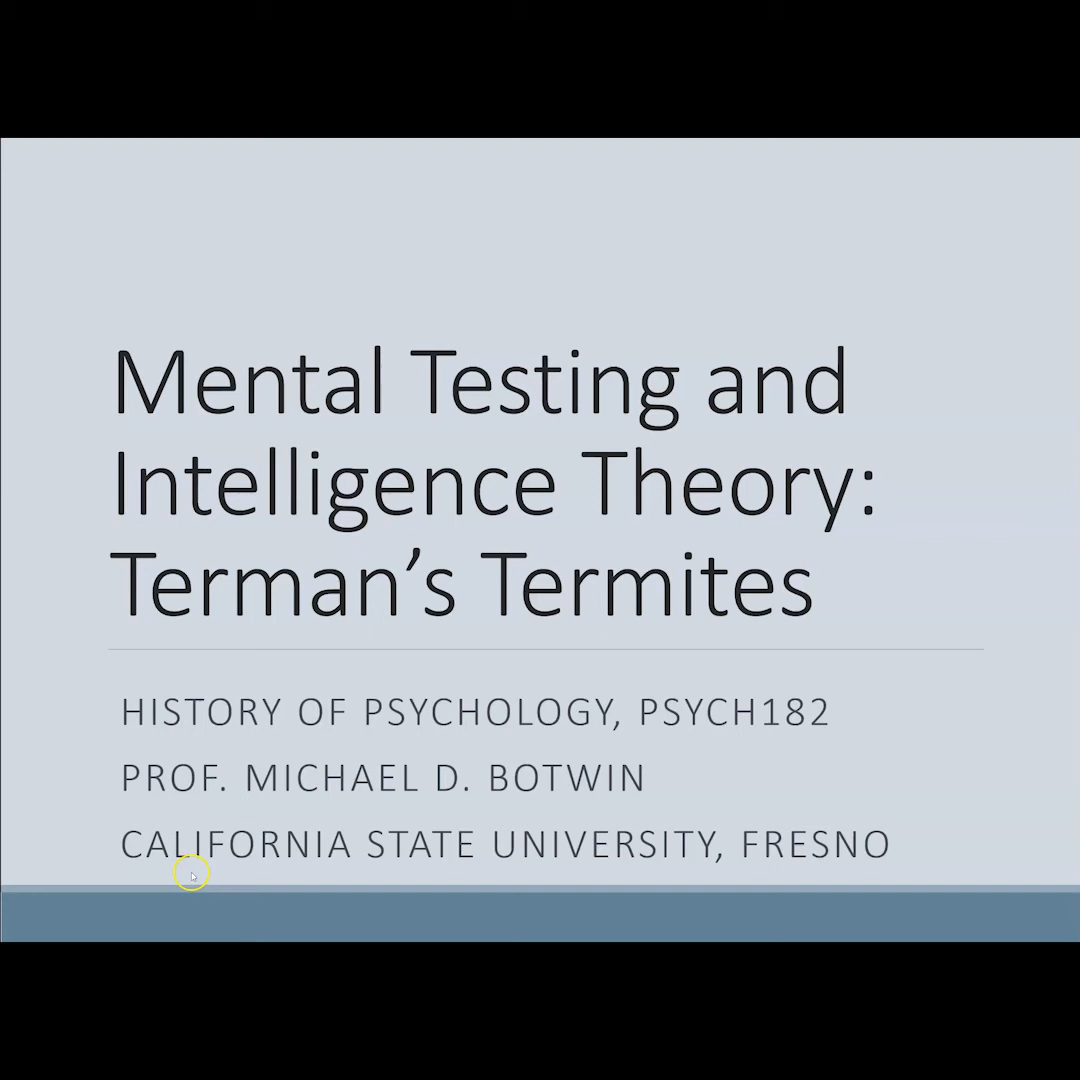 Mental Testing and
Intelligence Theory:
Terman’s Termites
HISTORY OF PSYCHOLOGY, PSYCH182
PROF. MICHAEL D. BOTWIN
CALIFORNIA STATE UNIVERSITY, FRESNO